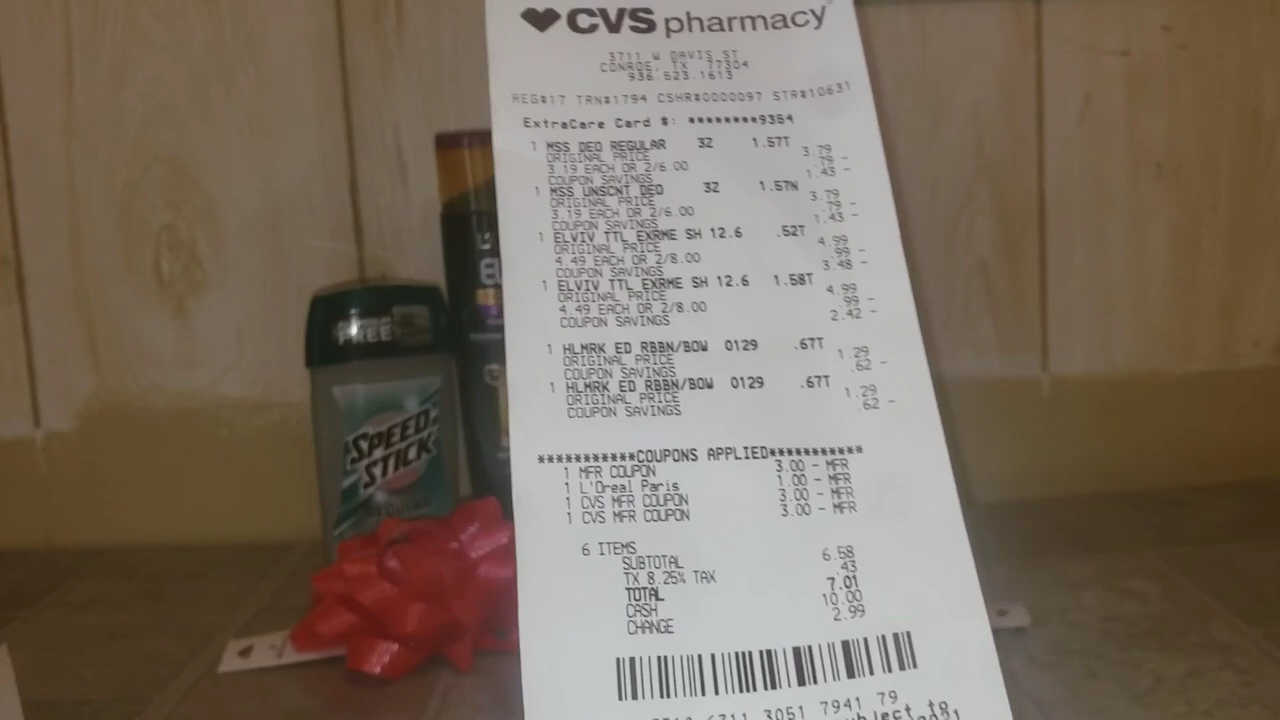 CVS pharmacy
3711 W DAVIS ST
CONROE, TX 77304
936.523.1613
REG#17 TRN#1794 CSHR#0000097 STR#10631
ExtraCare Card #: ********9354
1 MSS DEO REGULAR 3Z 1.57T
ORIGINAL PRICE 3.79
3.19 EACH OR 2/6.00 .79 -
COUPON SAVINGS 1.43 -
1 MSS UNSCNT DEO 3Z 1.57N
ORIGINAL PRICE 3.79
3.19 EACH OR 2/6.00 .79 -
COUPON SAVINGS 1.43 -
1 ELVIV TTL EXRME SH 12.6 .52T
ORIGINAL PRICE 4.99
4.49 EACH OR 2/8.00 .99 -
COUPON SAVINGS 3.48 -
1 ELVIV TTL EXRME SH 12.6 1.58T
ORIGINAL PRICE 4.99
4.49 EACH OR 2/8.00 .99 -
COUPON SAVINGS 2.42 -
1 HLMRK ED RBBN/BOW 0129 .67T
ORIGINAL PRICE 1.29
COUPON SAVINGS .62 -
1 HLMRK ED RBBN/BOW 0129 .67T
ORIGINAL PRICE 1.29
COUPON SAVINGS .62 -
***********COUPONS APPLIED***********
1 MFR COUPON 3.00 - MFR
1 L'Oreal Paris 1.00 - MFR
1 CVS MFR COUPON 3.00 - MFR
1 CVS MFR COUPON 3.00 - MFR
6 ITEMS
SUBTOTAL 6.58
TX 8.25% TAX .43
TOTAL 7.01
CASH 10.00
CHANGE 2.99
6711 3051 7941 79
subject to
FREE
SPEED
STICK
REGULAR